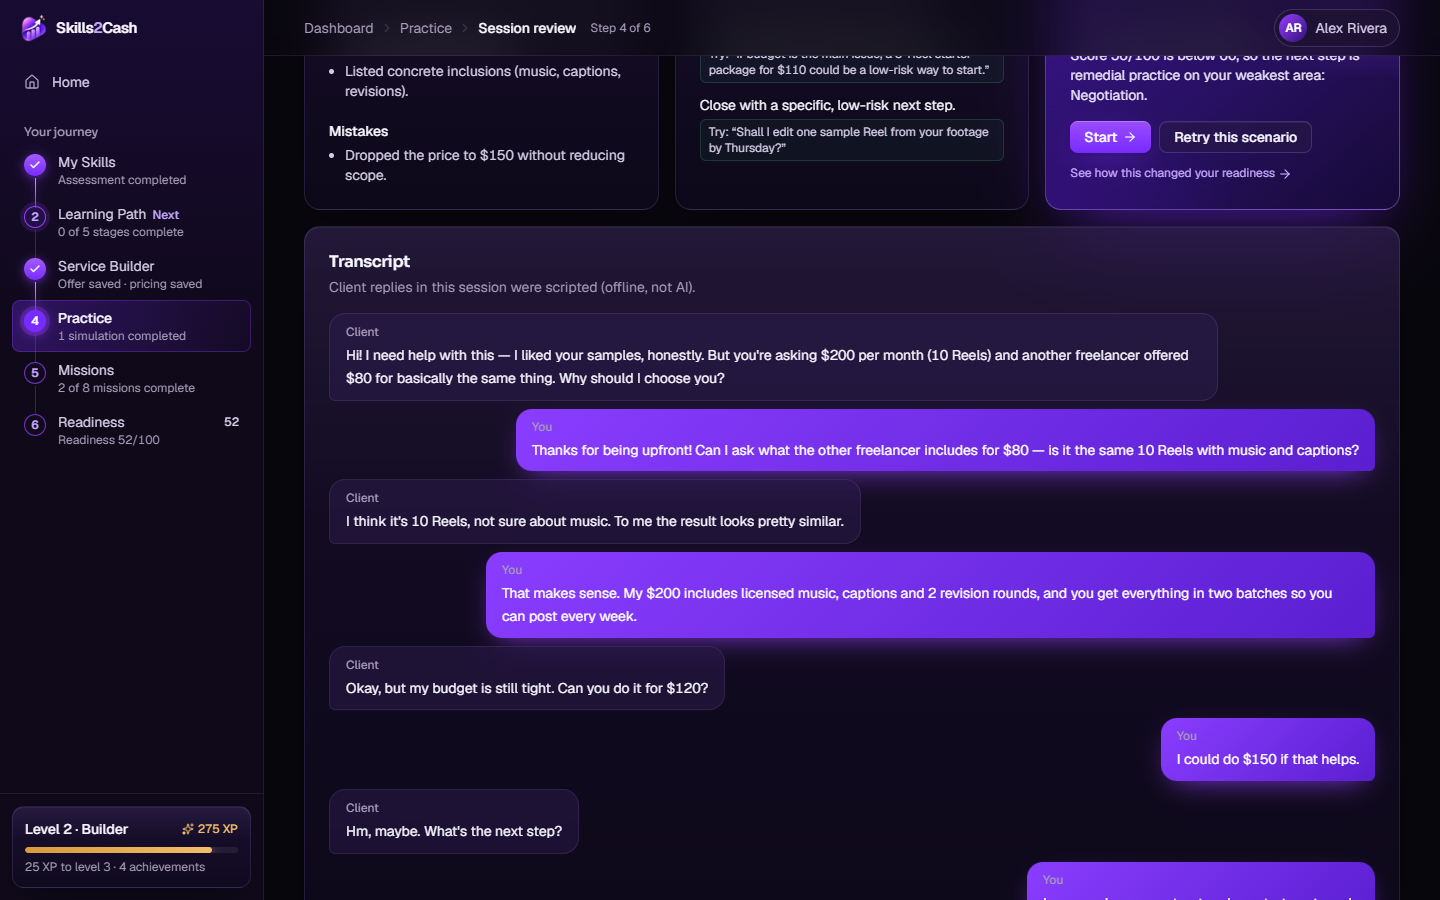 Skills2Cash
Home
Your journey
My Skills
Assessment completed
2
Learning Path Next
0 of 5 stages complete
Service Builder
Offer saved · pricing saved
4
Practice
1 simulation completed
5
Missions
2 of 8 missions complete
6
Readiness 52
Readiness 52/100
Level 2 · Builder 275 XP
25 XP to level 3 · 4 achievements
Dashboard Practice Session review Step 4 of 6
AR Alex Rivera
• Listed concrete inclusions (music, captions,
revisions).
Mistakes
• Dropped the price to $150 without reducing
scope.
package for $110 could be a low-risk way to start.”
Close with a specific, low-risk next step.
Try: “Shall I edit one sample Reel from your footage
by Thursday?”
Score 50/100 is below 60, so the next step is
remedial practice on your weakest area:
Negotiation.
Start → Retry this scenario
See how this changed your readiness →
Transcript
Client replies in this session were scripted (offline, not AI).
Client
Hi! I need help with this — I liked your samples, honestly. But you're asking $200 per month (10 Reels) and another freelancer offered
$80 for basically the same thing. Why should I choose you?
You
Thanks for being upfront! Can I ask what the other freelancer includes for $80 — is it the same 10 Reels with music and captions?
Client
I think it's 10 Reels, not sure about music. To me the result looks pretty similar.
You
That makes sense. My $200 includes licensed music, captions and 2 revision rounds, and you get everything in two batches so you
can post every week.
Client
Okay, but my budget is still tight. Can you do it for $120?
You
I could do $150 if that helps.
Client
Hm, maybe. What's the next step?
You